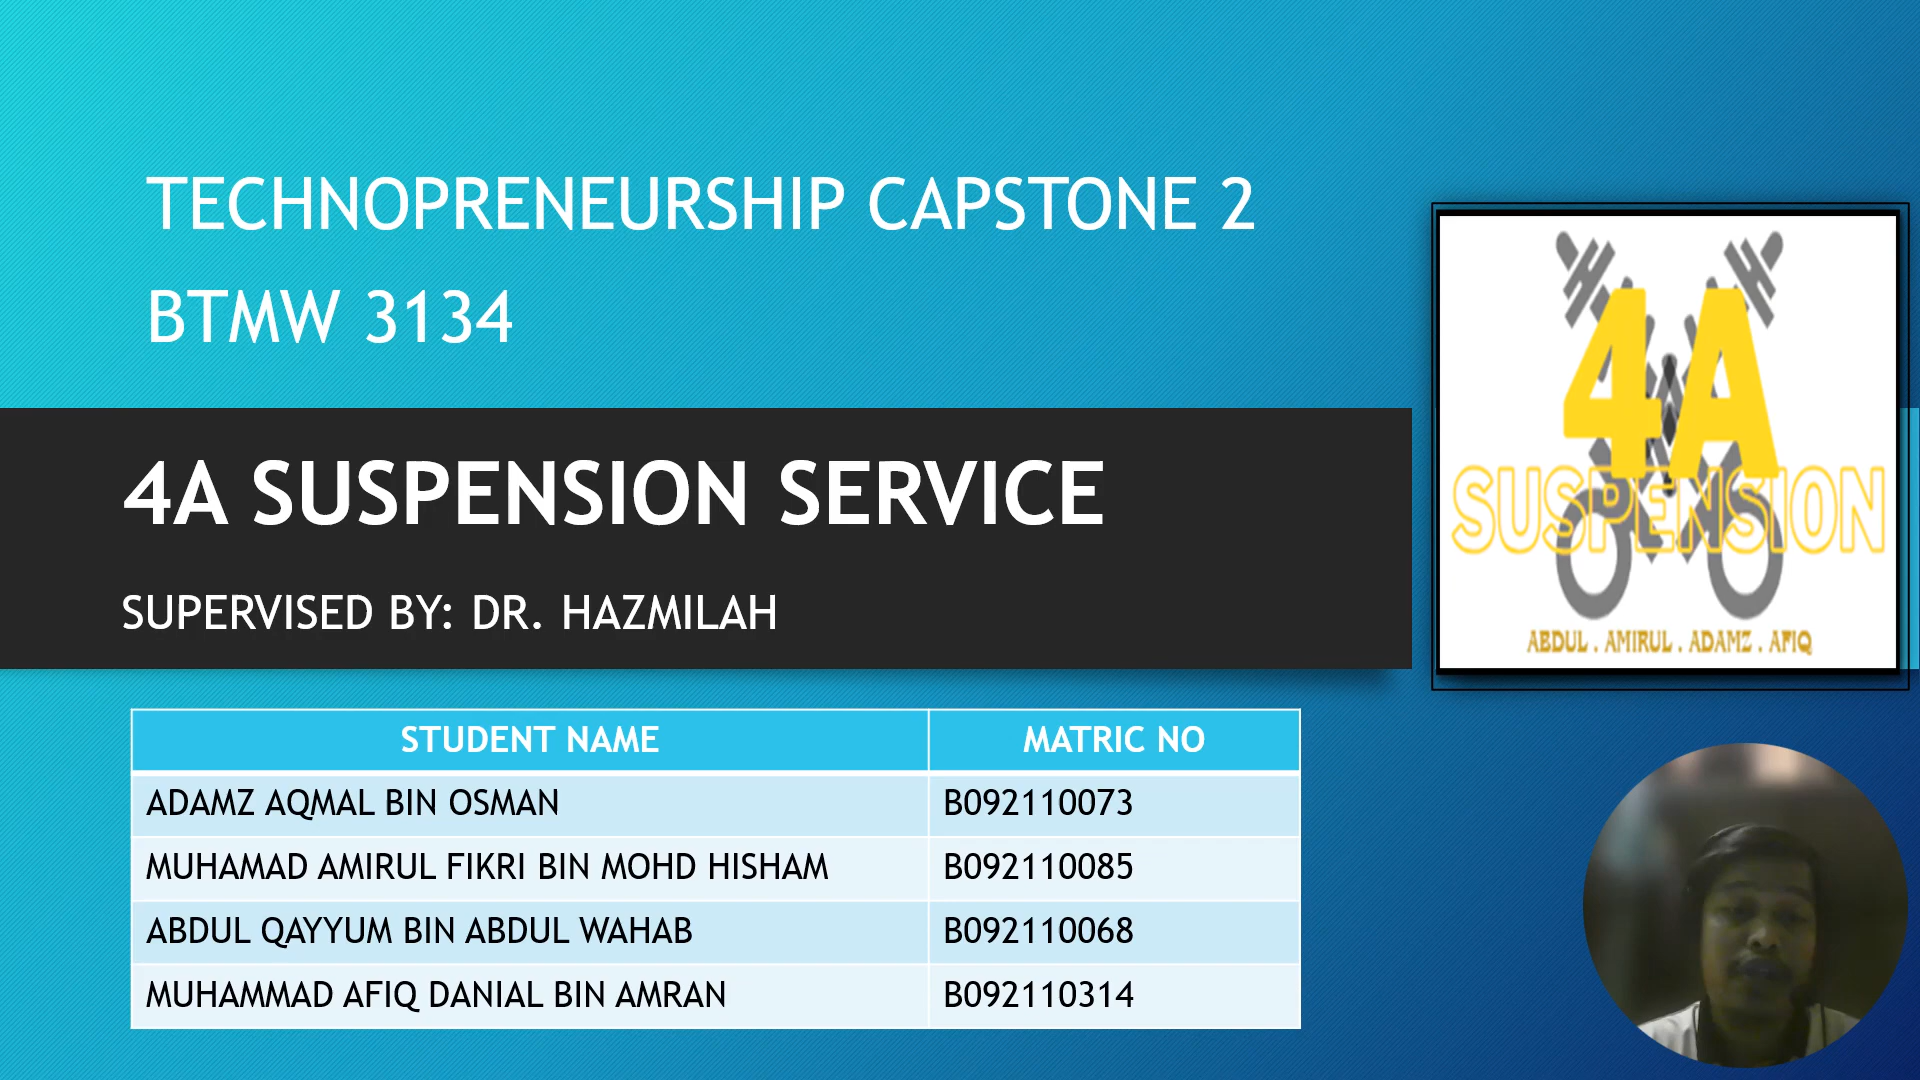 TECHNOPRENEURSHIP CAPSTONE 2
BTMW 3134
4A SUSPENSION SERVICE
SUPERVISED BY: DR. HAZMILAH
4A
SUSPENSION
ABDUL . AMIRUL . ADAMZ . AFIQ
STUDENT NAME MATRIC NO
ADAMZ AQMAL BIN OSMAN B092110073
MUHAMAD AMIRUL FIKRI BIN MOHD HISHAM B092110085
ABDUL QAYYUM BIN ABDUL WAHAB B092110068
MUHAMMAD AFIQ DANIAL BIN AMRAN B092110314